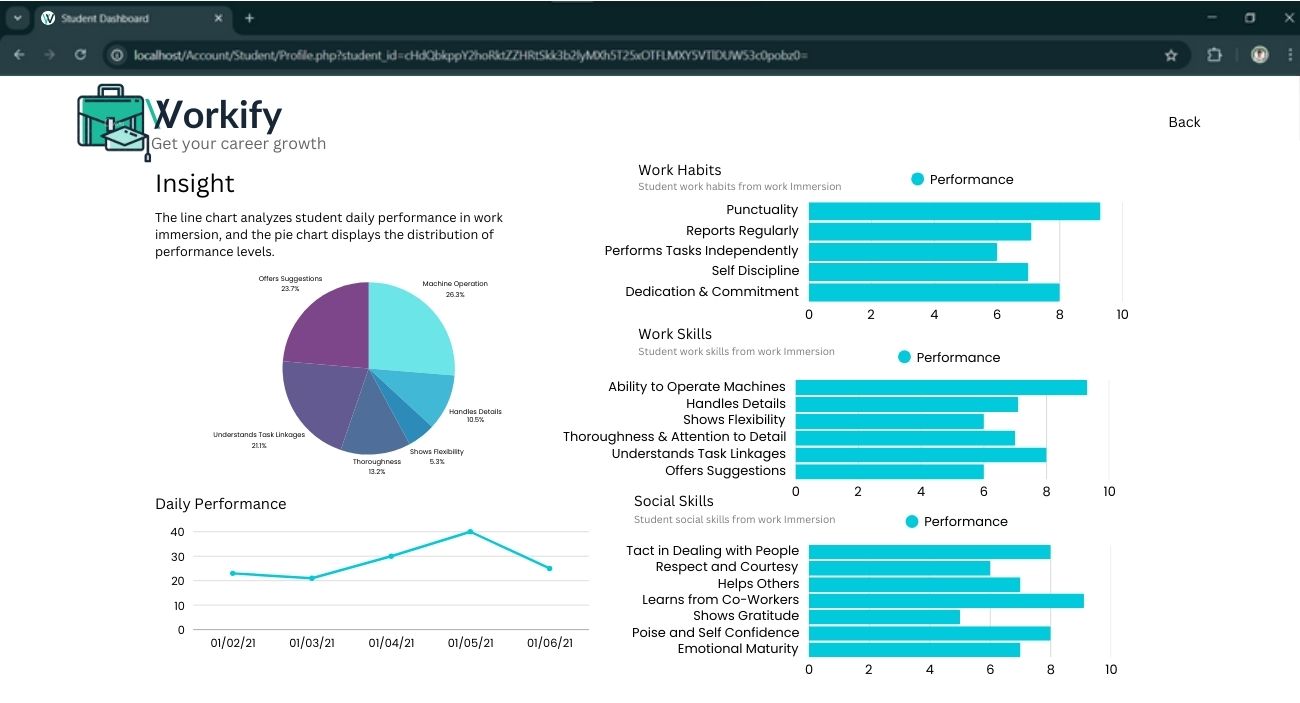 Student Dashboard
Workify
Get your career growth
Back
Insight
The line chart analyzes student daily performance in work
immersion, and the pie chart displays the distribution of
performance levels.
Offers Suggestions
23.7%
Machine Operation
26.3%
Handles Details
10.5%
Shows Flexibility
5.3%
Thoroughness
13.2%
Understands Task Linkages
21.1%
Daily Performance
40
30
20
10
0
01/02/21 01/03/21 01/04/21 01/05/21 01/06/21
Work Habits
Student work habits from work Immersion
Performance
Punctuality
Reports Regularly
Performs Tasks Independently
Self Discipline
Dedication & Commitment
0 2 4 6 8 10
Work Skills
Student work skills from work Immersion
Performance
Ability to Operate Machines
Handles Details
Shows Flexibility
Thoroughness & Attention to Detail
Understands Task Linkages
Offers Suggestions
0 2 4 6 8 10
Social Skills
Student social skills from work Immersion
Performance
Tact in Dealing with People
Respect and Courtesy
Helps Others
Learns from Co-Workers
Shows Gratitude
Poise and Self Confidence
Emotional Maturity
0 2 4 6 8 10